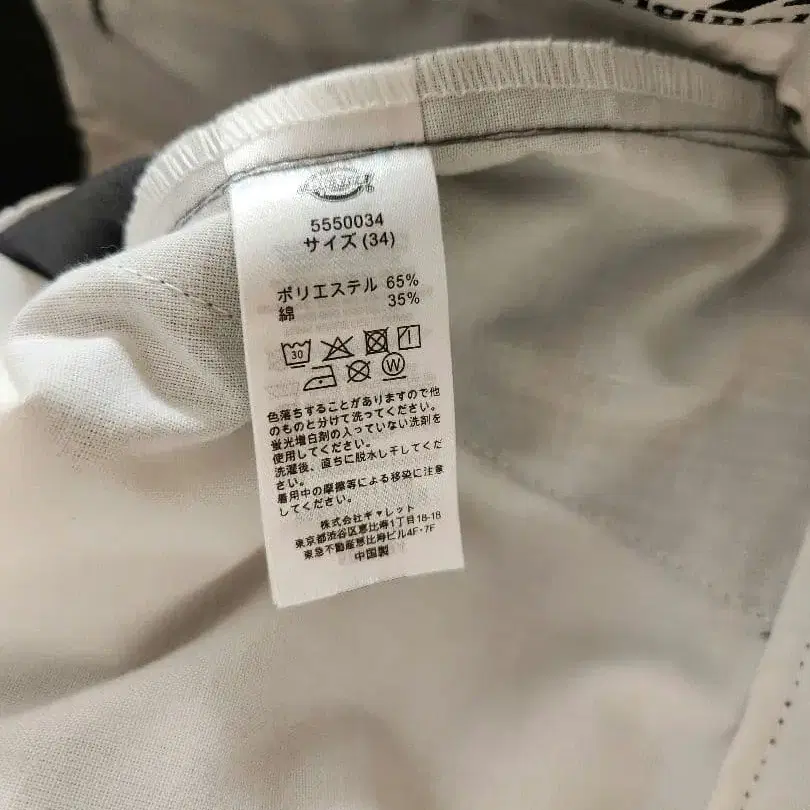 Original
Dickies
5550034
サイズ(34)
ポリエステル 65%
綿 35%
30
W
色落ちすることがありますので他
のものと分けて洗ってください。
蛍光増白剤の入っていない洗剤を
使用してください。
洗濯後、直ちに脱水し干してくだ
さい。
着用中の摩擦等による移染に注意
してください。
株式会社ギャレット
東京都渋谷区恵比寿1丁目18-18
東急不動産恵比寿ビル4F・7F
中国製